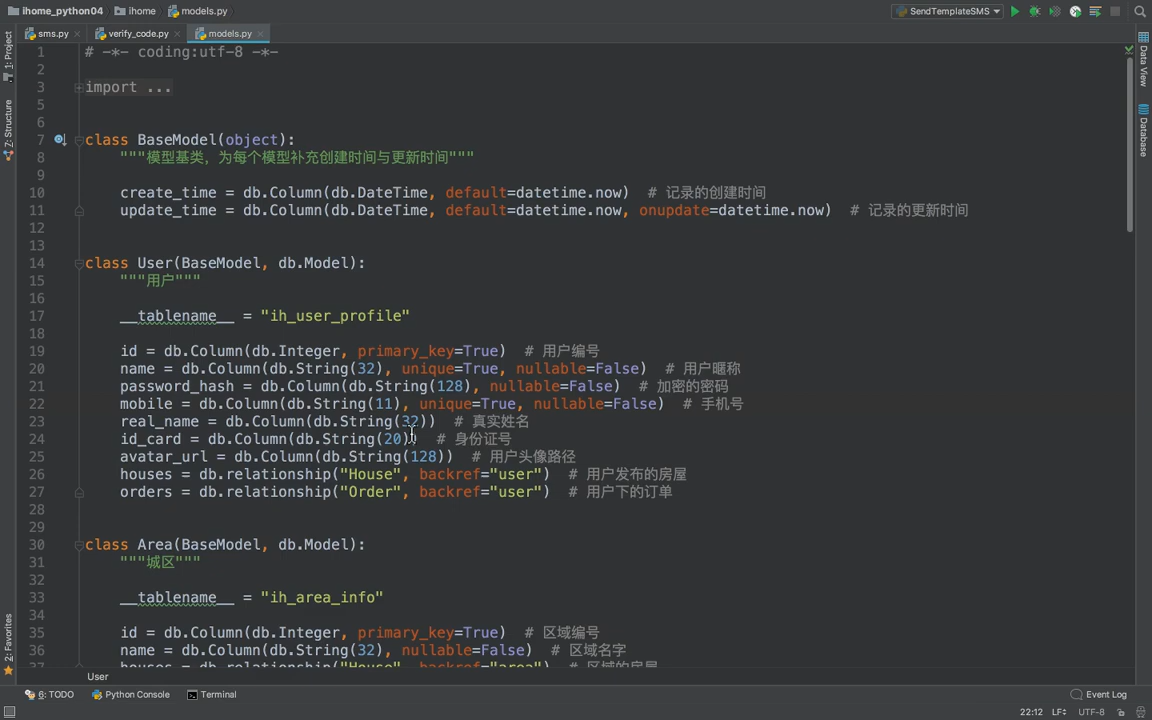 ihome_python04 ihome models.py SendTemplateSMS
sms.py verify_code.py models.py
1: Project
Z: Structure
2: Favorites
Data View
Database
1 # -*- coding:utf-8 -*-
2
3 import ...
5
6
7 class BaseModel(object):
8 """模型基类，为每个模型补充创建时间与更新时间"""
9
10 create_time = db.Column(db.DateTime, default=datetime.now) # 记录的创建时间
11 update_time = db.Column(db.DateTime, default=datetime.now, onupdate=datetime.now) # 记录的更新时间
12
13
14 class User(BaseModel, db.Model):
15 """用户"""
16
17 __tablename__ = "ih_user_profile"
18
19 id = db.Column(db.Integer, primary_key=True) # 用户编号
20 name = db.Column(db.String(32), unique=True, nullable=False) # 用户暱称
21 password_hash = db.Column(db.String(128), nullable=False) # 加密的密码
22 mobile = db.Column(db.String(11), unique=True, nullable=False) # 手机号
23 real_name = db.Column(db.String(32)) # 真实姓名
24 id_card = db.Column(db.String(20)) # 身份证号
25 avatar_url = db.Column(db.String(128)) # 用户头像路径
26 houses = db.relationship("House", backref="user") # 用户发布的房屋
27 orders = db.relationship("Order", backref="user") # 用户下的订单
28
29
30 class Area(BaseModel, db.Model):
31 """城区"""
32
33 __tablename__ = "ih_area_info"
34
35 id = db.Column(db.Integer, primary_key=True) # 区域编号
36 name = db.Column(db.String(32), nullable=False) # 区域名字
37 houses = db.relationship("House", backref="area") # 区域的房屋
User
6: TODO Python Console Terminal Event Log
22:12 LF UTF-8